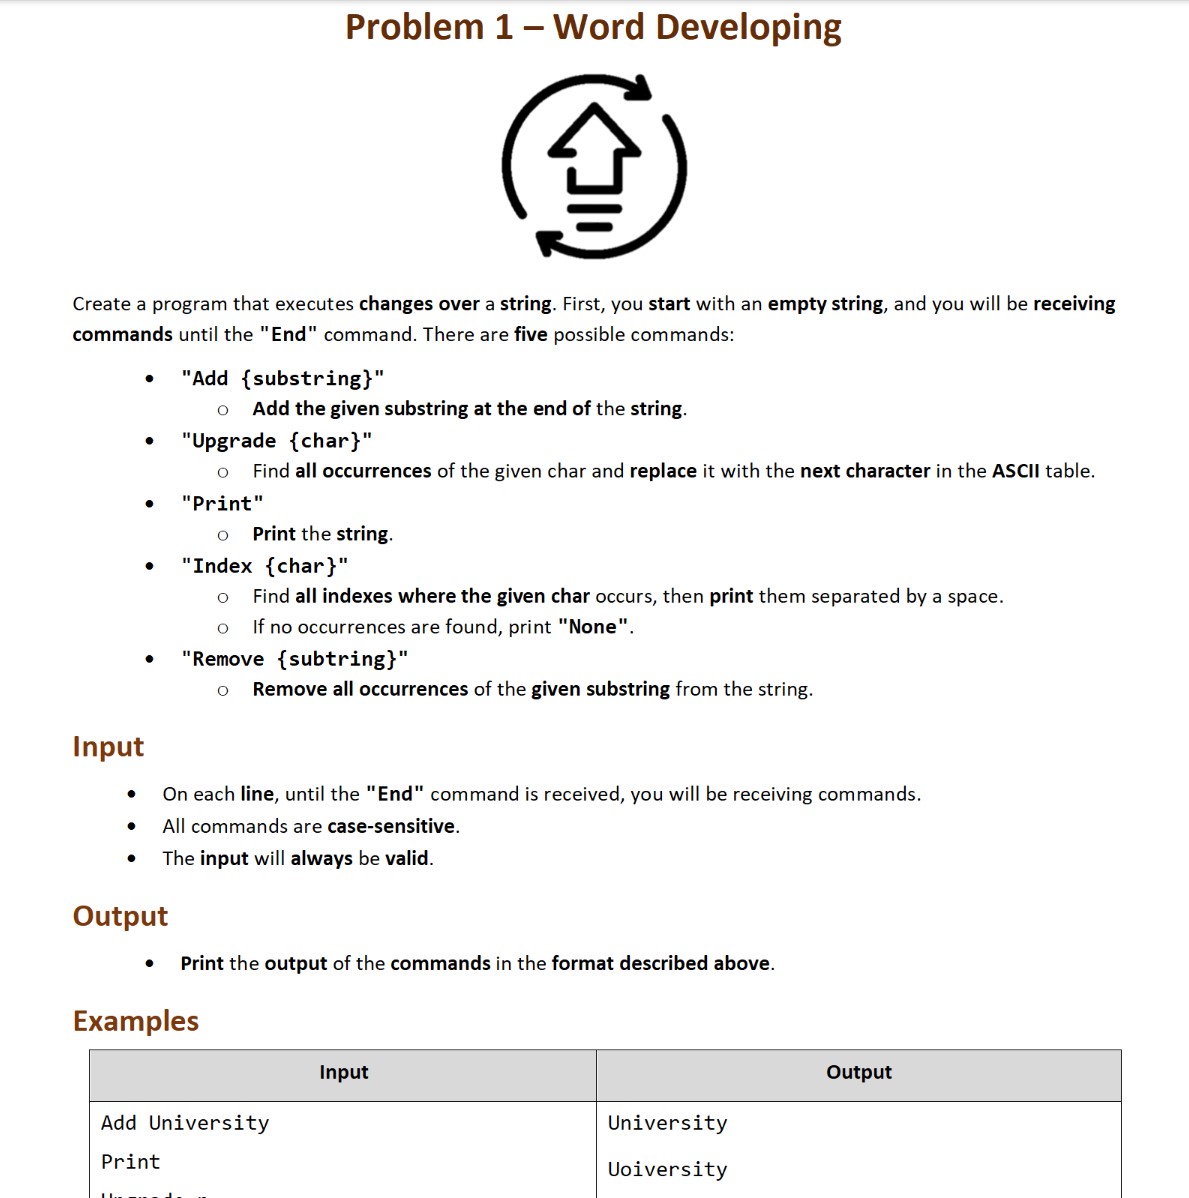 Problem 1 – Word Developing
Create a program that executes changes over a string. First, you start with an empty string, and you will be receiving
commands until the "End" command. There are five possible commands:
• "Add {substring}"
o Add the given substring at the end of the string.
• "Upgrade {char}"
o Find all occurrences of the given char and replace it with the next character in the ASCII table.
• "Print"
o Print the string.
• "Index {char}"
o Find all indexes where the given char occurs, then print them separated by a space.
o If no occurrences are found, print "None".
• "Remove {subtring}"
o Remove all occurrences of the given substring from the string.
Input
• On each line, until the "End" command is received, you will be receiving commands.
• All commands are case-sensitive.
• The input will always be valid.
Output
• Print the output of the commands in the format described above.
Examples
Input Output
Add University University
Print
Uoiversity